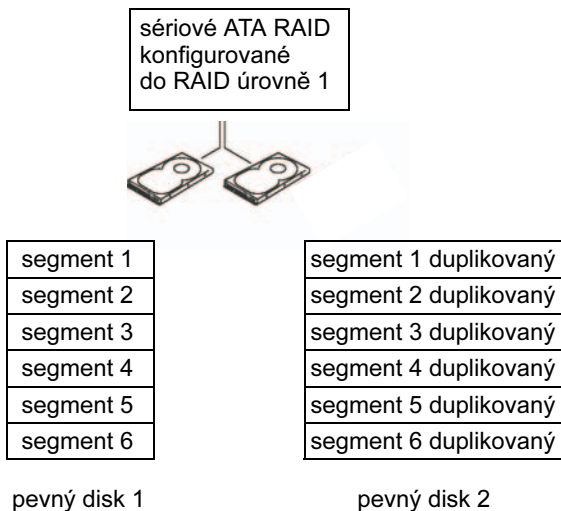 sériové ATA RAID
konfigurované
do RAID úrovně 1
segment 1
segment 2
segment 3
segment 4
segment 5
segment 6
segment 1 duplikovaný
segment 2 duplikovaný
segment 3 duplikovaný
segment 4 duplikovaný
segment 5 duplikovaný
segment 6 duplikovaný
pevný disk 1
pevný disk 2